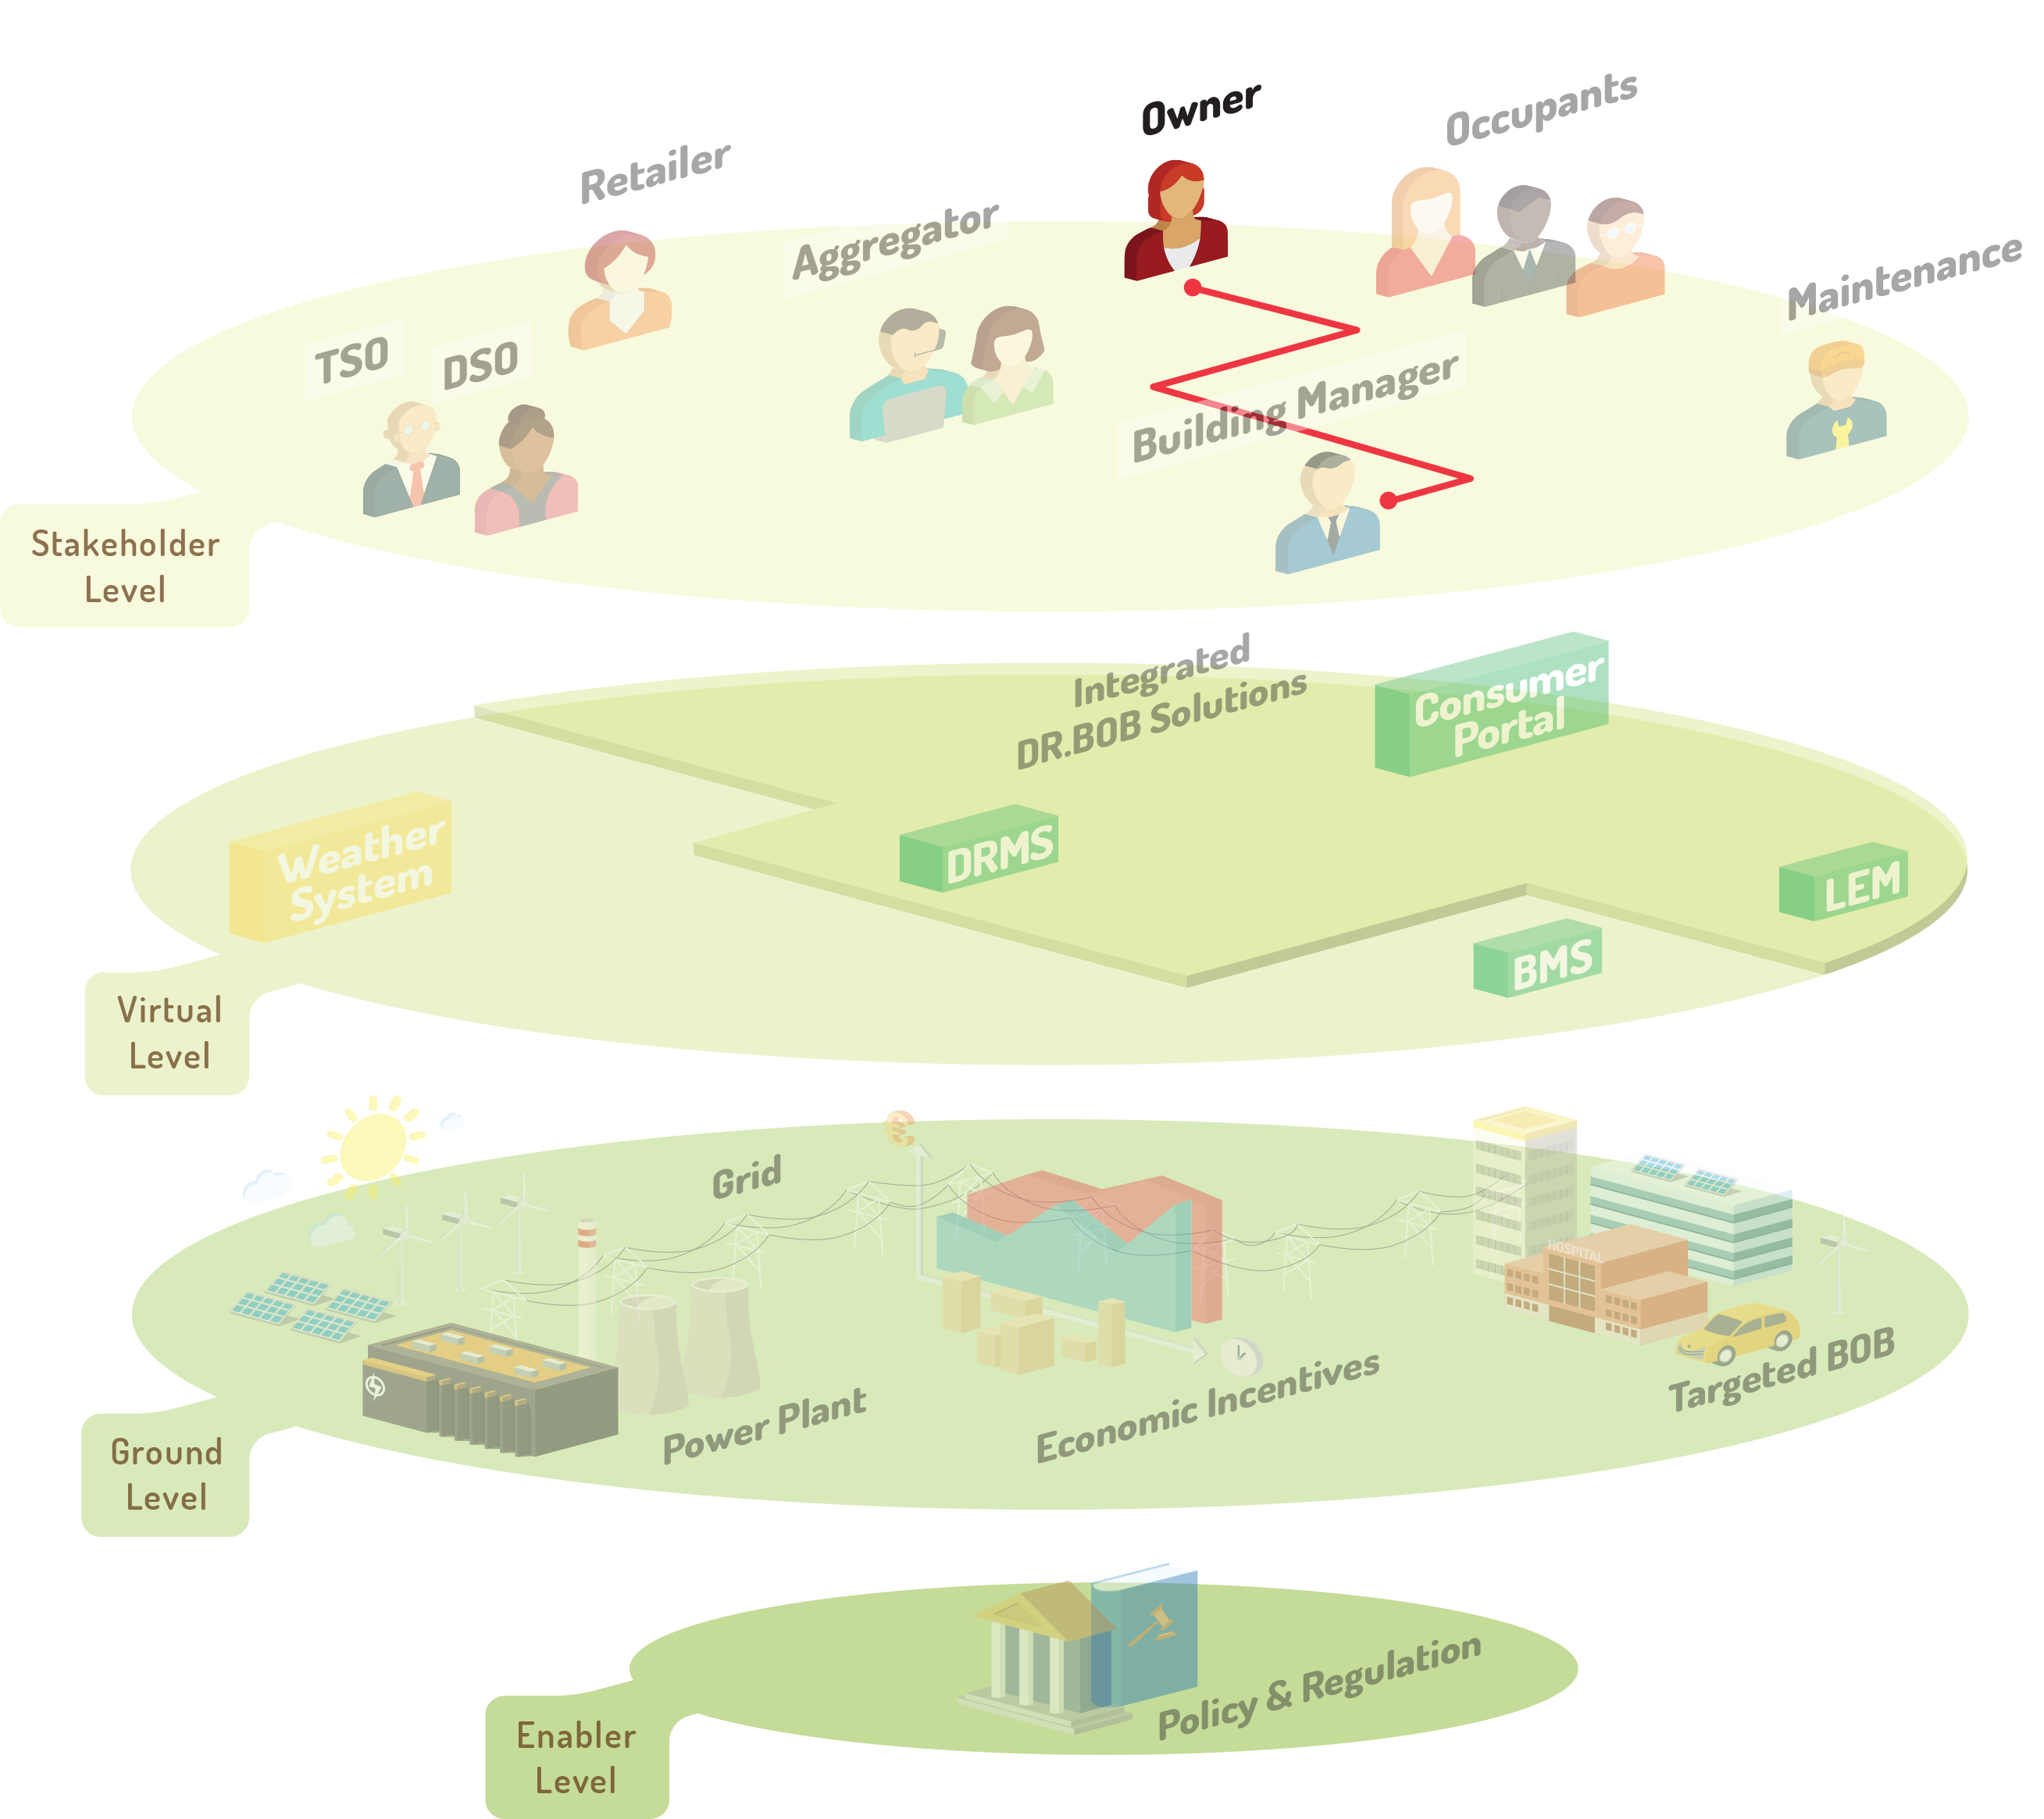 Owner
Occupants
Retailer
Aggregator
Maintenance
TSO
DSO
Building Manager
Stakeholder
Level
Integrated
DR.BOB Solutions
Consumer
Portal
Weather
System
DRMS
LEM
BMS
Virtual
Level
€
Grid
HOSPITAL
Targeted BOB
Economic Incentives
Power Plant
Ground
Level
Policy & Regulation
Enabler
Level